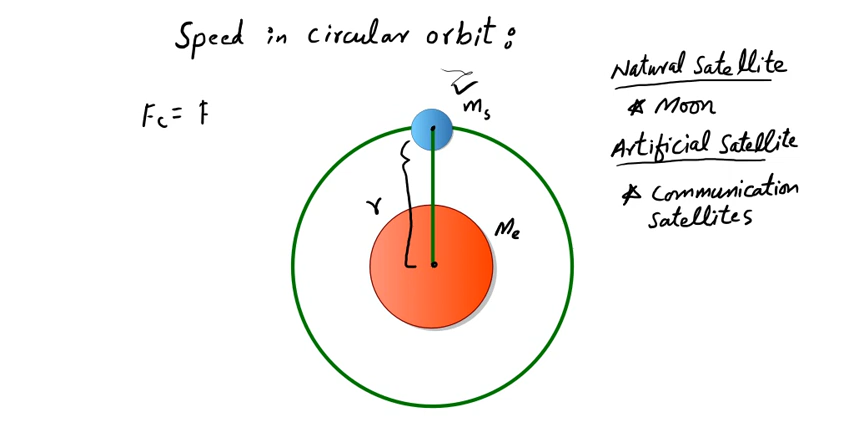 Speed in circular orbit:
Natural Satellite
* Moon
Artificial Satellite
* Communication
Satellites
Fc = F
ms
r
Me